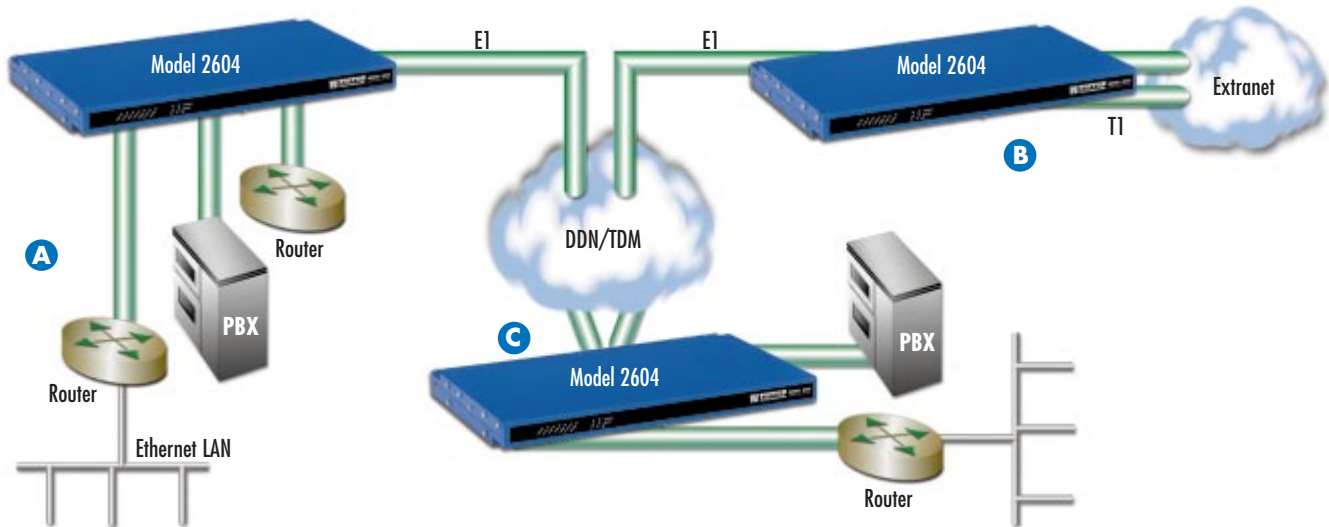 E1
E1
Model 2604
Model 2604
Extranet
T1
B
Router
DDN/TDM
A
PBX
C
PBX
Router
Model 2604
Ethernet LAN
Router